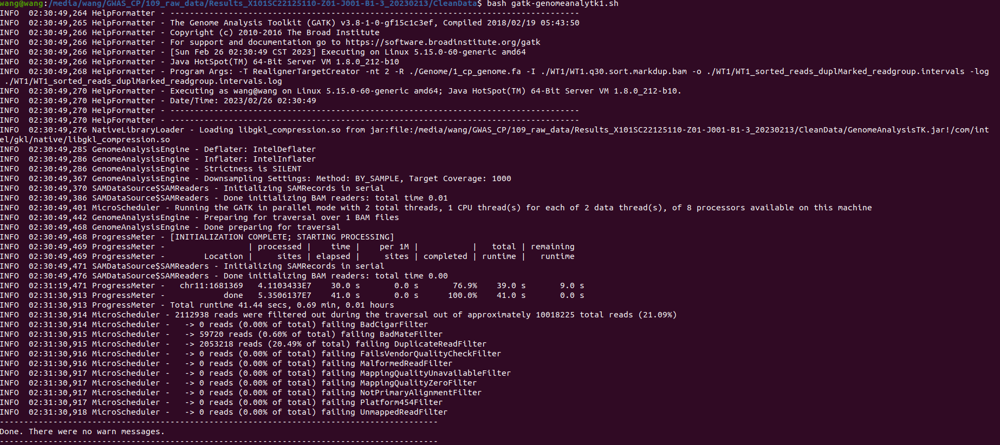 wang@wang:/media/wang/GWAS_CP/109_raw_data/Results_X101SC22125110-Z01-J001-B1-3_20230213/CleanData$ bash gatk-genomeanalytk1.sh
INFO  02:30:49,264 HelpFormatter - ------------------------------------------------------------------------------------
INFO  02:30:49,265 HelpFormatter - The Genome Analysis Toolkit (GATK) v3.8-1-0-gf15c1c3ef, Compiled 2018/02/19 05:43:50
INFO  02:30:49,266 HelpFormatter - Copyright (c) 2010-2016 The Broad Institute
INFO  02:30:49,266 HelpFormatter - For support and documentation go to https://software.broadinstitute.org/gatk
INFO  02:30:49,266 HelpFormatter - [Sun Feb 26 02:30:49 CST 2023] Executing on Linux 5.15.0-60-generic amd64
INFO  02:30:49,266 HelpFormatter - Java HotSpot(TM) 64-Bit Server VM 1.8.0_212-b10
INFO  02:30:49,268 HelpFormatter - Program Args: -T RealignerTargetCreator -nt 2 -R ./Genome/1_cp_genome.fa -I ./WT1/WT1.q30.sort.markdup.bam -o ./WT1/WT1_sorted_reads_duplMarked_readgroup.intervals -log
 ./WT1/WT1_sorted_reads_duplMarked_readgroup.intervals.log
INFO  02:30:49,270 HelpFormatter - Executing as wang@wang on Linux 5.15.0-60-generic amd64; Java HotSpot(TM) 64-Bit Server VM 1.8.0_212-b10.
INFO  02:30:49,270 HelpFormatter - Date/Time: 2023/02/26 02:30:49
INFO  02:30:49,270 HelpFormatter - ------------------------------------------------------------------------------------
INFO  02:30:49,270 HelpFormatter - ------------------------------------------------------------------------------------
INFO  02:30:49,276 NativeLibraryLoader - Loading libgkl_compression.so from jar:file:/media/wang/GWAS_CP/109_raw_data/Results_X101SC22125110-Z01-J001-B1-3_20230213/CleanData/GenomeAnalysisTK.jar!/com/int
el/gkl/native/libgkl_compression.so
INFO  02:30:49,285 GenomeAnalysisEngine - Deflater: IntelDeflater
INFO  02:30:49,286 GenomeAnalysisEngine - Inflater: IntelInflater
INFO  02:30:49,286 GenomeAnalysisEngine - Strictness is SILENT
INFO  02:30:49,367 GenomeAnalysisEngine - Downsampling Settings: Method: BY_SAMPLE, Target Coverage: 1000
INFO  02:30:49,370 SAMDataSource$SAMReaders - Initializing SAMRecords in serial
INFO  02:30:49,386 SAMDataSource$SAMReaders - Done initializing BAM readers: total time 0.01
INFO  02:30:49,401 MicroScheduler - Running the GATK in parallel mode with 2 total threads, 1 CPU thread(s) for each of 2 data thread(s), of 8 processors available on this machine
INFO  02:30:49,442 GenomeAnalysisEngine - Preparing for traversal over 1 BAM files
INFO  02:30:49,468 GenomeAnalysisEngine - Done preparing for traversal
INFO  02:30:49,468 ProgressMeter - [INITIALIZATION COMPLETE; STARTING PROCESSING]
INFO  02:30:49,469 ProgressMeter -                 | processed |    time |    per 1M |           |   total | remaining
INFO  02:30:49,469 ProgressMeter -        Location |     sites | elapsed |     sites | completed | runtime |   runtime
INFO  02:30:49,471 SAMDataSource$SAMReaders - Initializing SAMRecords in serial
INFO  02:30:49,476 SAMDataSource$SAMReaders - Done initializing BAM readers: total time 0.00
INFO  02:31:19,471 ProgressMeter -   chr11:1681369   4.1103433E7    30.0 s       0.0 s       76.9%    39.0 s       9.0 s
INFO  02:31:30,913 ProgressMeter -            done   5.3506137E7    41.0 s       0.0 s      100.0%    41.0 s       0.0 s
INFO  02:31:30,913 ProgressMeter - Total runtime 41.44 secs, 0.69 min, 0.01 hours
INFO  02:31:30,914 MicroScheduler - 2112938 reads were filtered out during the traversal out of approximately 10018225 total reads (21.09%)
INFO  02:31:30,914 MicroScheduler -   -> 0 reads (0.00% of total) failing BadCigarFilter
INFO  02:31:30,915 MicroScheduler -   -> 59720 reads (0.60% of total) failing BadMateFilter
INFO  02:31:30,915 MicroScheduler -   -> 2053218 reads (20.49% of total) failing DuplicateReadFilter
INFO  02:31:30,916 MicroScheduler -   -> 0 reads (0.00% of total) failing FailsVendorQualityCheckFilter
INFO  02:31:30,916 MicroScheduler -   -> 0 reads (0.00% of total) failing MalformedReadFilter
INFO  02:31:30,917 MicroScheduler -   -> 0 reads (0.00% of total) failing MappingQualityUnavailableFilter
INFO  02:31:30,917 MicroScheduler -   -> 0 reads (0.00% of total) failing MappingQualityZeroFilter
INFO  02:31:30,917 MicroScheduler -   -> 0 reads (0.00% of total) failing NotPrimaryAlignmentFilter
INFO  02:31:30,917 MicroScheduler -   -> 0 reads (0.00% of total) failing Platform454Filter
INFO  02:31:30,918 MicroScheduler -   -> 0 reads (0.00% of total) failing UnmappedReadFilter
------------------------------------------------------------------------------------------
Done. There were no warn messages.
------------------------------------------------------------------------------------------